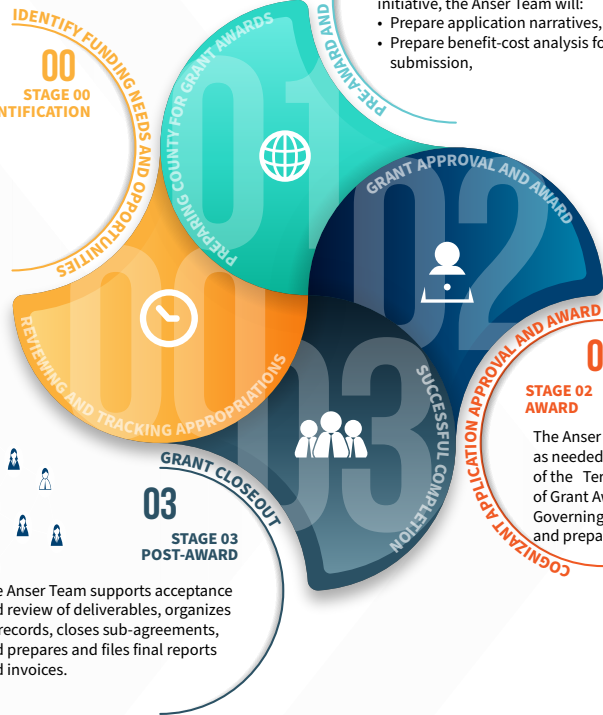 initiative, the Anser Team will:
• Prepare application narratives,
• Prepare benefit-cost analysis fo
submission,
PRE-AWARD AND
IDENTIFY FUNDING NEEDS AND OPPORTUNITIES
00
STAGE 00
NTIFICATION
01
PREPARING COUNTY FOR GRANT AWARDS
02
GRANT APPROVAL AND AWARD
00
REVIEWING AND TRACKING APPROPRIATIONS
03
SUCCESSFUL COMPLETION
COGNIZANT APPLICATION APPROVAL AND AWARD
0
STAGE 02
AWARD
The Anser
as needed
of the Ter
of Grant Aw
Governing
and prepa
GRANT CLOSEOUT
03
STAGE 03
POST-AWARD
e Anser Team supports acceptance
d review of deliverables, organizes
records, closes sub-agreements,
d prepares and files final reports
d invoices.